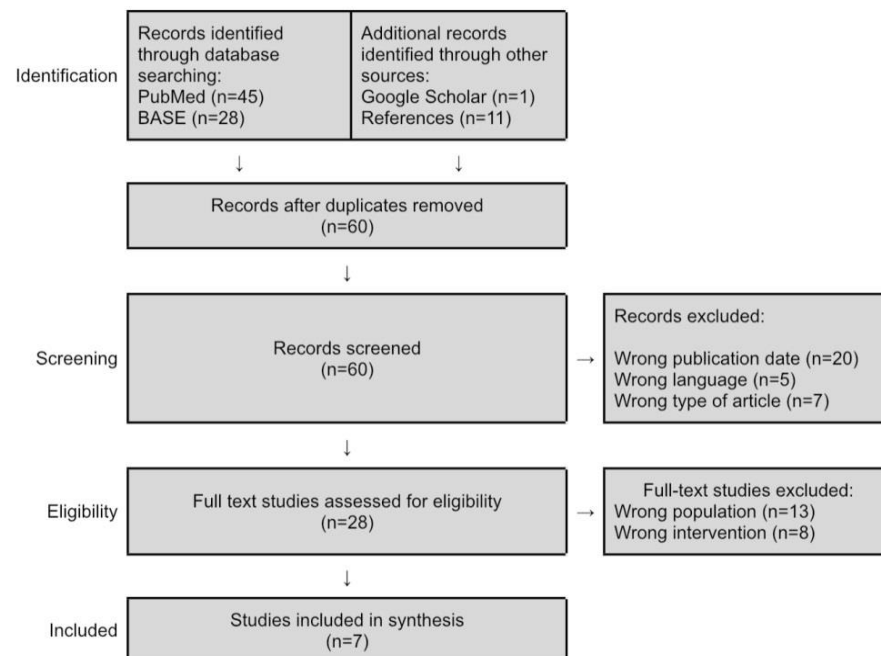 Identification
Records identified
through database
searching:
PubMed (n=45)
BASE (n=28)
Additional records
identified through other
sources:
Google Scholar (n=1)
References (n=11)
↓ ↓
Records after duplicates removed
(n=60)
↓
Screening
Records screened
(n=60)
→
Records excluded:
Wrong publication date (n=20)
Wrong language (n=5)
Wrong type of article (n=7)
↓
Eligibility
Full text studies assessed for eligibility
(n=28)
→
Full-text studies excluded:
Wrong population (n=13)
Wrong intervention (n=8)
↓
Included
Studies included in synthesis
(n=7)